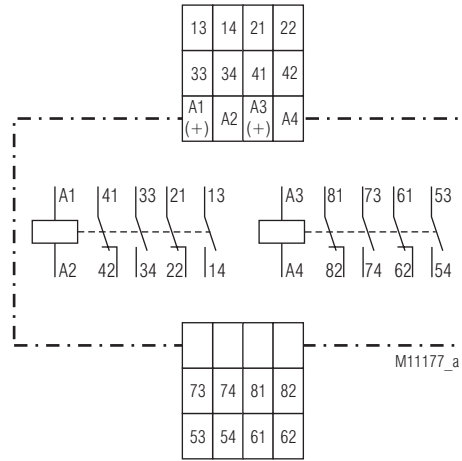 13 14 21 22
33 34 41 42
A1 (+) A2 A3 (+) A4
A1 41 33 21 13 A3 81 73 61 53
A2 42 34 22 14 A4 82 74 62 54
M11177_a
73 74 81 82
53 54 61 62